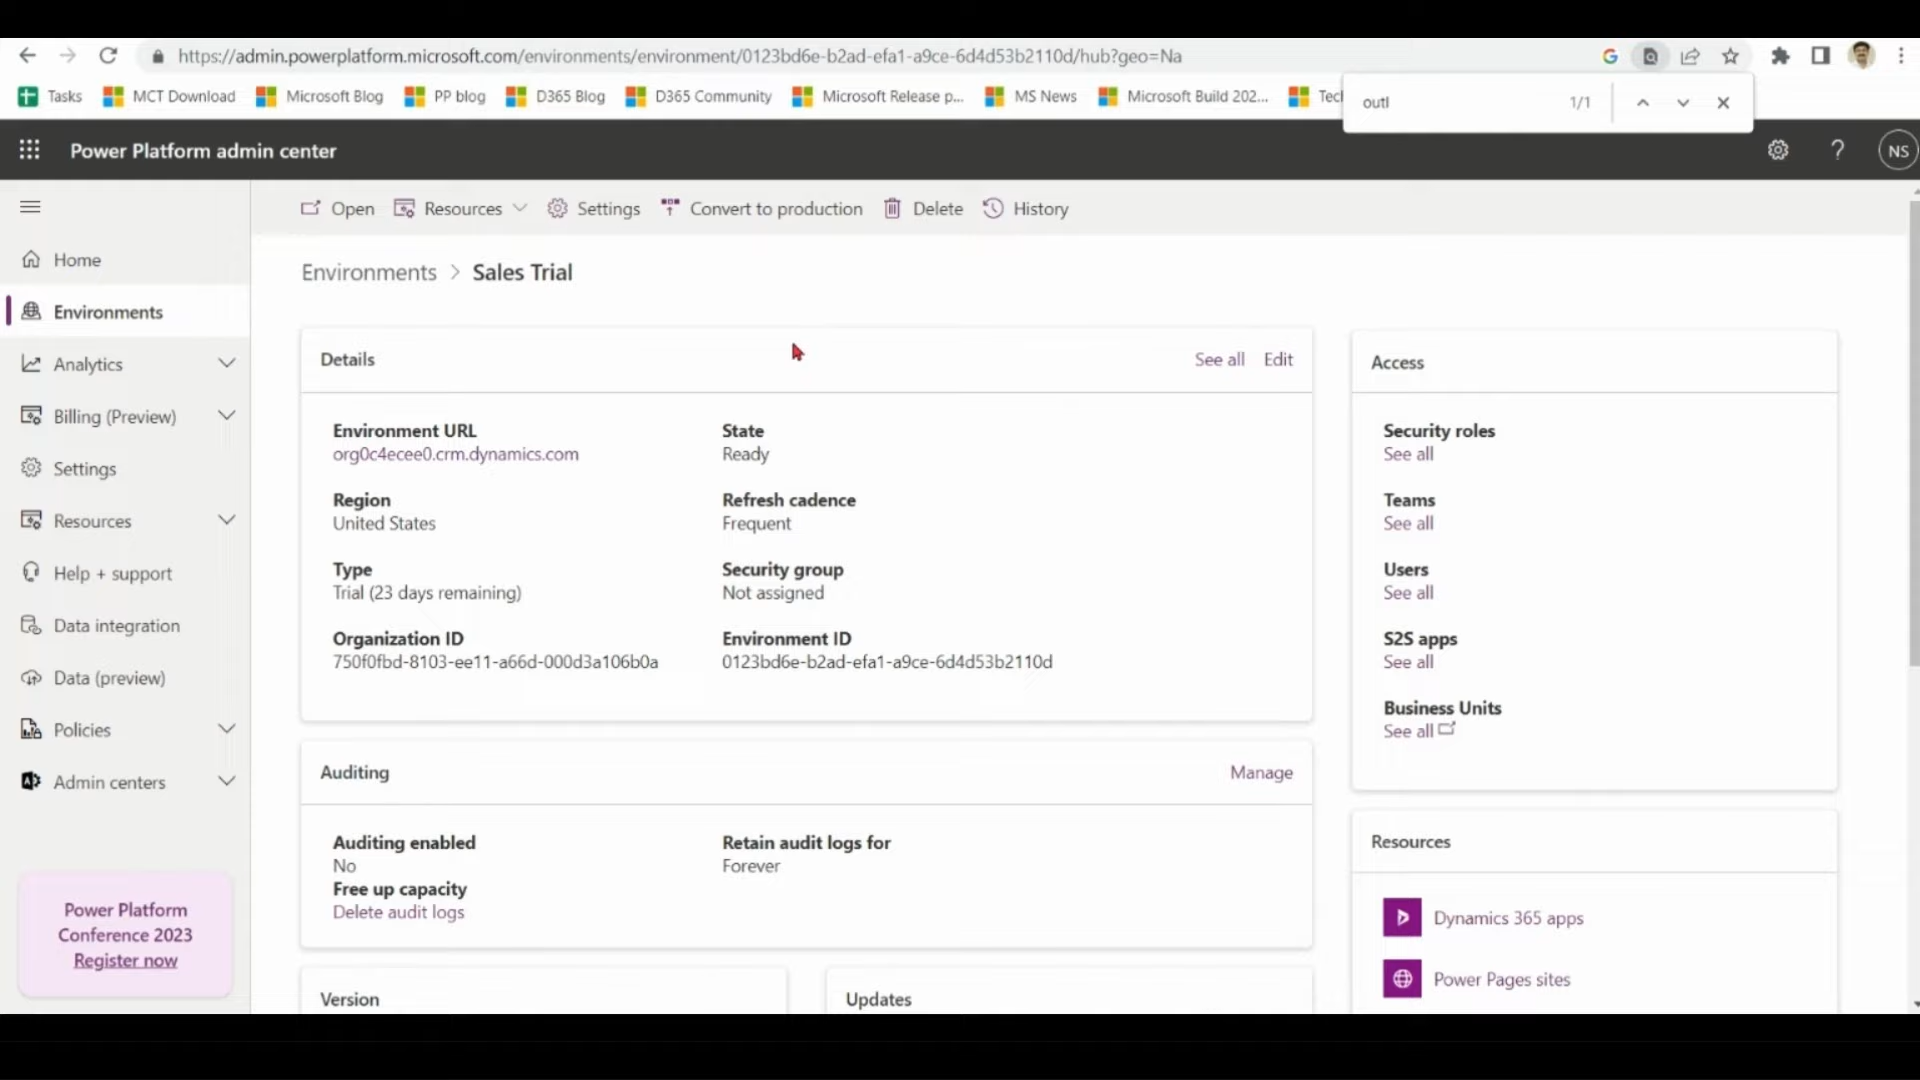 https://admin.powerplatform.microsoft.com/environments/environment/0123bd6e-b2ad-efa1-a9ce-6d4d53b2110d/hub?geo=Na
Tasks MCT Download Microsoft Blog PP blog D365 Blog D365 Community Microsoft Release p... MS News Microsoft Build 202... Tecl
outl 1/1
Power Platform admin center
NS
Open Resources Settings Convert to production Delete History
Home
Environments
Analytics
Billing (Preview)
Settings
Resources
Help + support
Data integration
Data (preview)
Policies
Admin centers
Power Platform
Conference 2023
Register now
Environments > Sales Trial
Details See all Edit
Environment URL
org0c4ecee0.crm.dynamics.com
State
Ready
Region
United States
Refresh cadence
Frequent
Type
Trial (23 days remaining)
Security group
Not assigned
Organization ID
750f0fbd-8103-ee11-a66d-000d3a106b0a
Environment ID
0123bd6e-b2ad-efa1-a9ce-6d4d53b2110d
Auditing Manage
Auditing enabled
No
Retain audit logs for
Forever
Free up capacity
Delete audit logs
Version
Updates
Access
Security roles
See all
Teams
See all
Users
See all
S2S apps
See all
Business Units
See all
Resources
Dynamics 365 apps
Power Pages sites